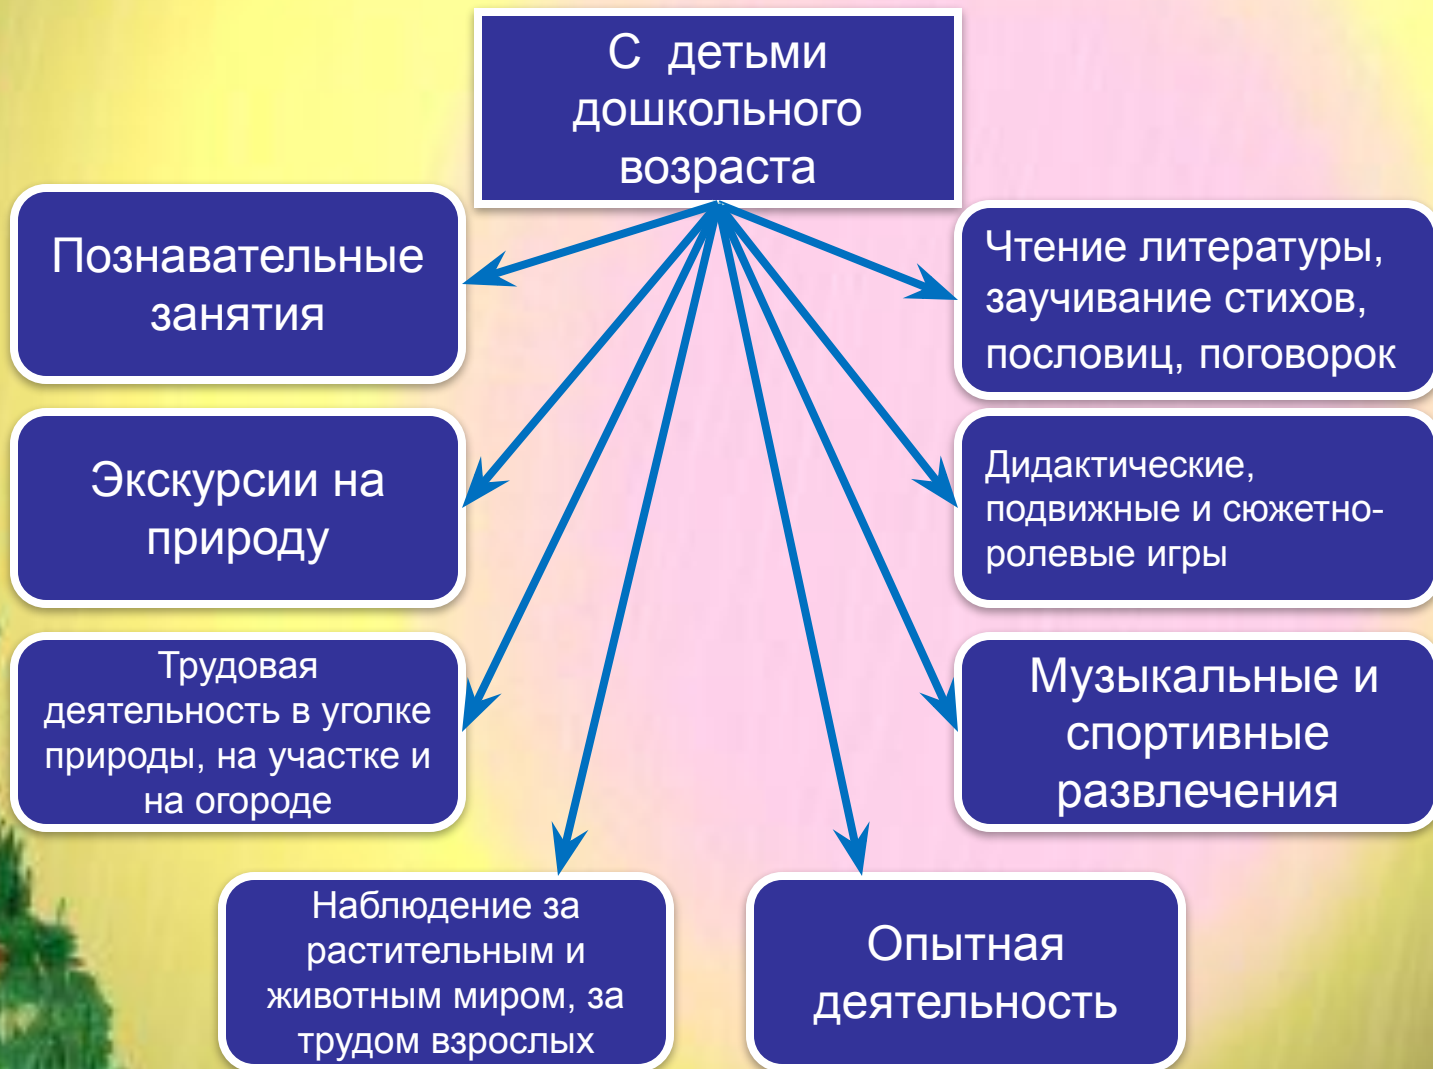 С детьми
дошкольного
возраста
Познавательные
занятия
Чтение литературы,
заучивание стихов,
пословиц, поговорок
Экскурсии на
природу
Дидактические,
подвижные и сюжетно-
ролевые игры
Трудовая
деятельность в уголке
природы, на участке и
на огороде
Музыкальные и
спортивные
развлечения
Наблюдение за
растительным и
животным миром, за
трудом взрослых
Опытная
деятельность